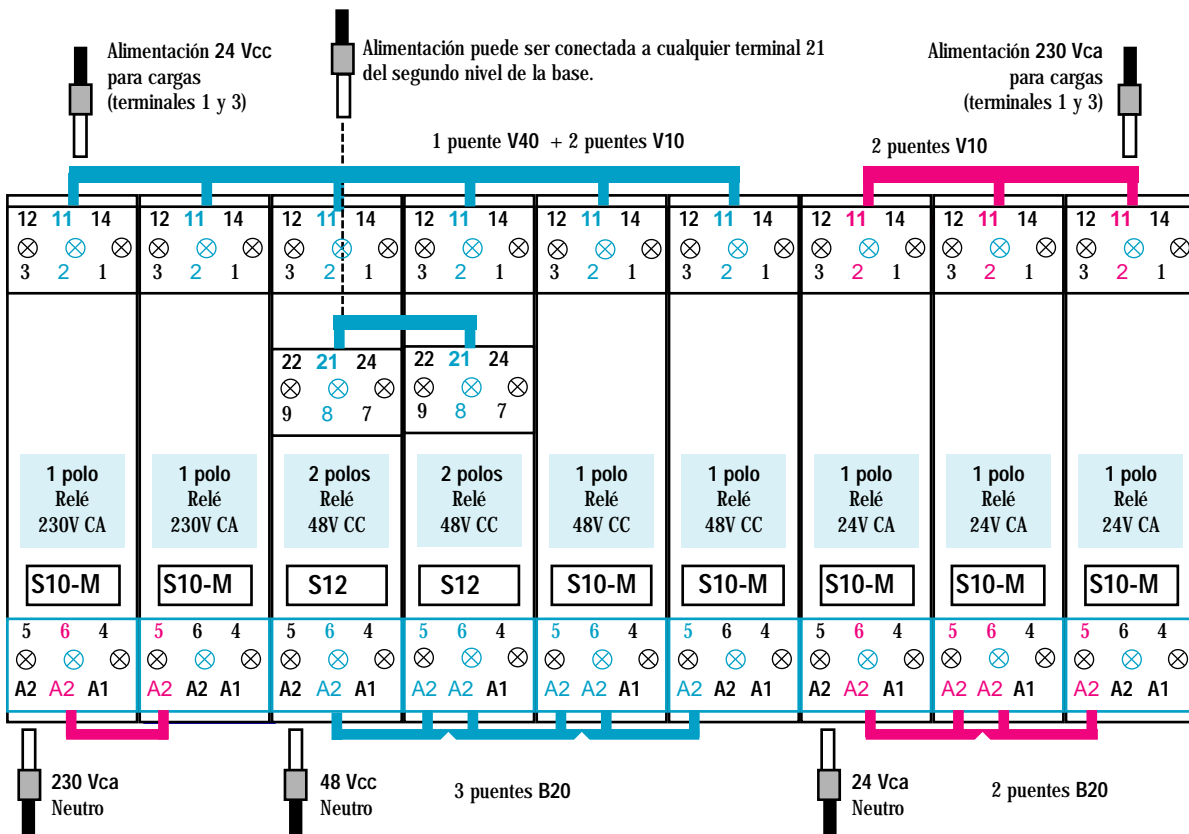 Alimentación 24 Vcc
para cargas
(terminales 1 y 3)
Alimentación puede ser conectada a cualquier terminal 21
del segundo nivel de la base.
Alimentación 230 Vca
para cargas
(terminales 1 y 3)
1 puente V40 + 2 puentes V10
2 puentes V10
12 11 14 12 11 14 12 11 14 12 11 14 12 11 14 12 11 14 12 11 14 12 11 14 12 11 14
3 2 1 3 2 1 3 2 1 3 2 1 3 2 1 3 2 1 3 2 1 3 2 1 3 2 1
22 21 24 22 21 24
9 8 7 9 8 7
1 polo 1 polo 2 polos 2 polos 1 polo 1 polo 1 polo 1 polo 1 polo
Relé Relé Relé Relé Relé Relé Relé Relé Relé
230V CA 230V CA 48V CC 48V CC 48V CC 48V CC 24V CA 24V CA 24V CA
S10-M S10-M S12 S12 S10-M S10-M S10-M S10-M S10-M
5 6 4 5 6 4 5 6 4 5 6 4 5 6 4 5 6 4 5 6 4 5 6 4 5 6 4
A2 A2 A1 A2 A2 A1 A2 A2 A1 A2 A2 A1 A2 A2 A1 A2 A2 A1 A2 A2 A1 A2 A2 A1 A2 A2 A1
230 Vca
Neutro
48 Vcc
Neutro
3 puentes B20
24 Vca
Neutro
2 puentes B20